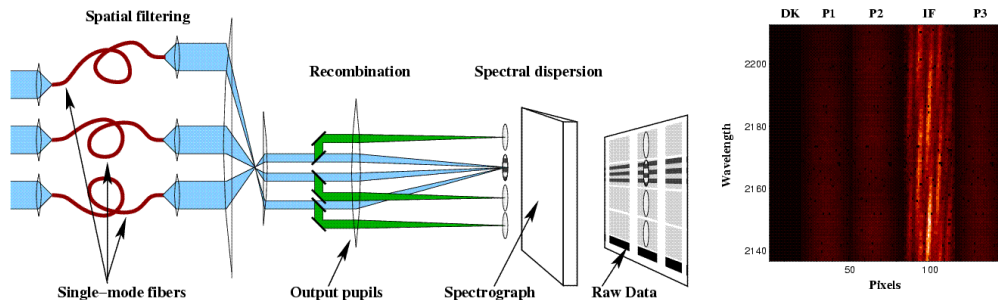 Spatial filtering
Recombination
Spectral dispersion
Single–mode fibers
Output pupils
Spectrograph
Raw Data
DK P1 P2 IF P3
Wavelength
2200
2180
2160
2140
50 100
Pixels